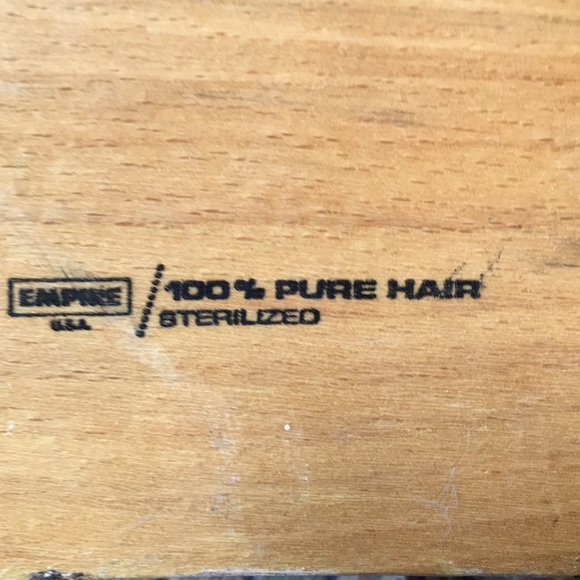 EMPIRE / 100% PURE HAIR
U.S.A. STERILIZED